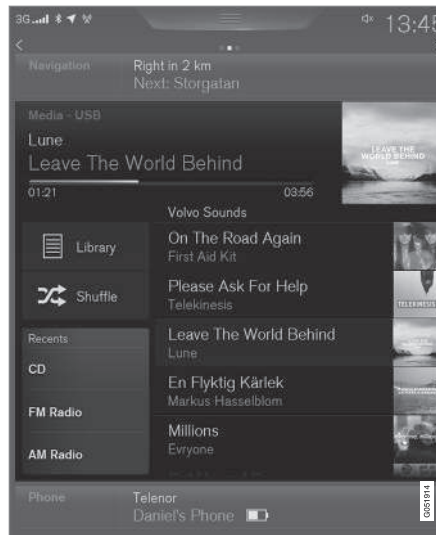 3G 13:45
Navigation
Right in 2 km
Next: Storgatan
Media - USB
Lune
Leave The World Behind
01:21 03:56
LEAVE THE
WORLD BEHIND
Volvo Sounds
Library
Shuffle
On The Road Again
First Aid Kit
Please Ask For Help
Telekinesis
TELEKINESIS
Leave The World Behind
Lune
En Flyktig Kärlek
Markus Hasselblom
Millions
Evryone
Recents
CD
FM Radio
AM Radio
Phone
Telenor
Daniel's Phone
G051914